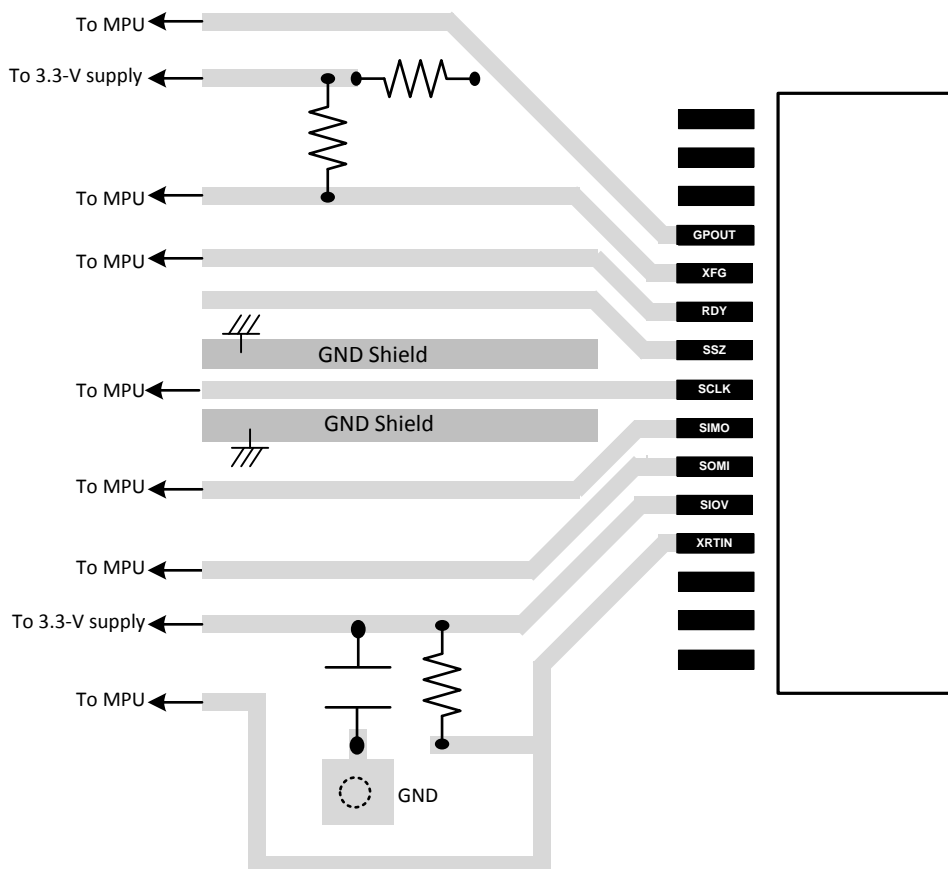 To MPU
To 3.3-V supply
To MPU
GPOUT
To MPU
XFG
RDY
SSZ
GND Shield
To MPU
SCLK
GND Shield
SIMO
SOMI
To MPU
SIOV
XRTIN
To MPU
To 3.3-V supply
To MPU
GND